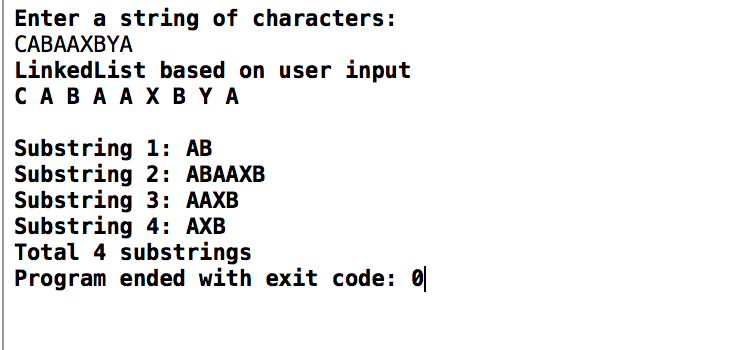 Enter a string of characters:
CABAAXBYA
LinkedList based on user input
C A B A A X B Y A
Substring 1: AB
Substring 2: ABAAXB
Substring 3: AAXB
Substring 4: AXB
Total 4 substrings
Program ended with exit code: 0